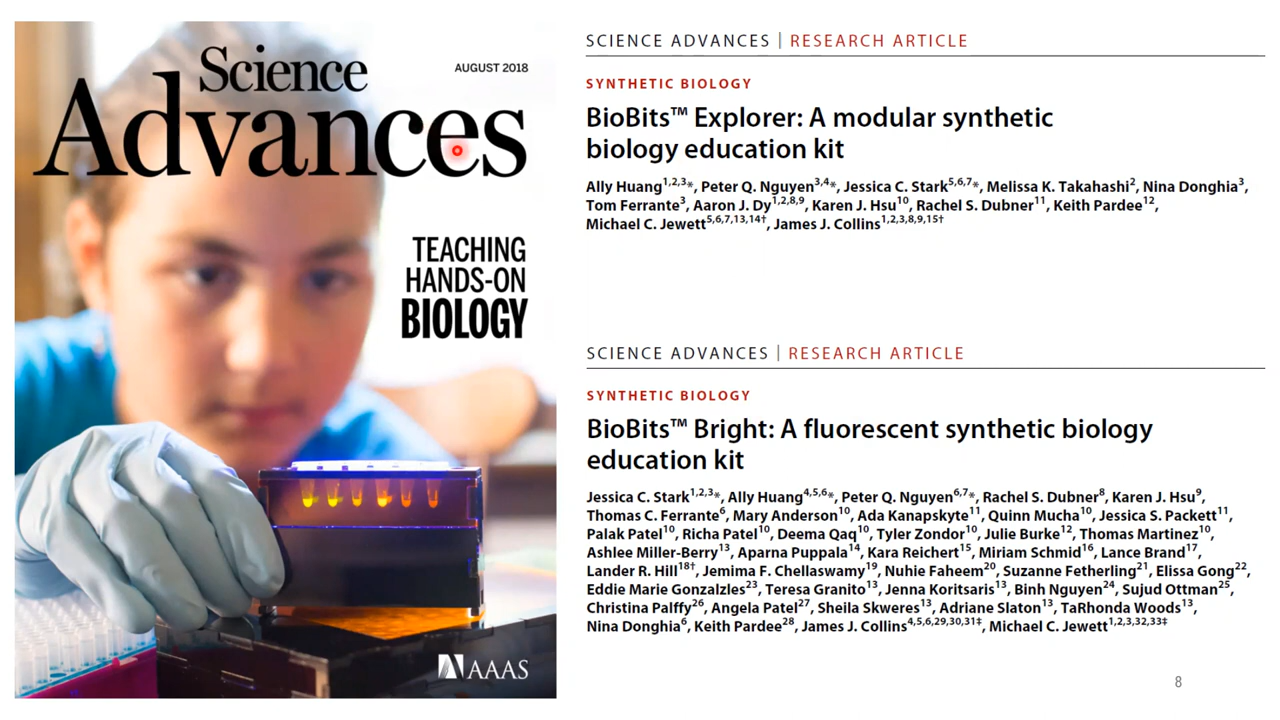 Science
Advances
AUGUST 2018
TEACHING
HANDS-ON
BIOLOGY
AAAS
SCIENCE ADVANCES | RESEARCH ARTICLE
SYNTHETIC BIOLOGY
BioBits™ Explorer: A modular synthetic
biology education kit
Ally Huang1,2,3*, Peter Q. Nguyen3,4*, Jessica C. Stark5,6,7*, Melissa K. Takahashi2, Nina Donghia3,
Tom Ferrante3, Aaron J. Dy1,2,8,9, Karen J. Hsu10, Rachel S. Dubner11, Keith Pardee12,
Michael C. Jewett5,6,7,13,14†, James J. Collins1,2,3,8,9,15†
SCIENCE ADVANCES | RESEARCH ARTICLE
SYNTHETIC BIOLOGY
BioBits™ Bright: A fluorescent synthetic biology
education kit
Jessica C. Stark1,2,3*, Ally Huang4,5,6*, Peter Q. Nguyen6,7*, Rachel S. Dubner8, Karen J. Hsu9,
Thomas C. Ferrante6, Mary Anderson10, Ada Kanapskyte11, Quinn Mucha10, Jessica S. Packett11,
Palak Patel10, Richa Patel10, Deema Qaq10, Tyler Zondor10, Julie Burke12, Thomas Martinez10,
Ashlee Miller-Berry13, Aparna Puppala14, Kara Reichert15, Miriam Schmid16, Lance Brand17,
Lander R. Hill18†, Jemima F. Chellaswamy19, Nuhie Faheem20, Suzanne Fetherling21, Elissa Gong22,
Eddie Marie Gonzalzles23, Teresa Granito13, Jenna Koritsaris13, Binh Nguyen24, Sujud Ottman25,
Christina Palffy26, Angela Patel27, Sheila Skweres13, Adriane Slaton13, TaRhonda Woods13,
Nina Donghia6, Keith Pardee28, James J. Collins4,5,6,29,30,31‡, Michael C. Jewett1,2,3,32,33‡
8